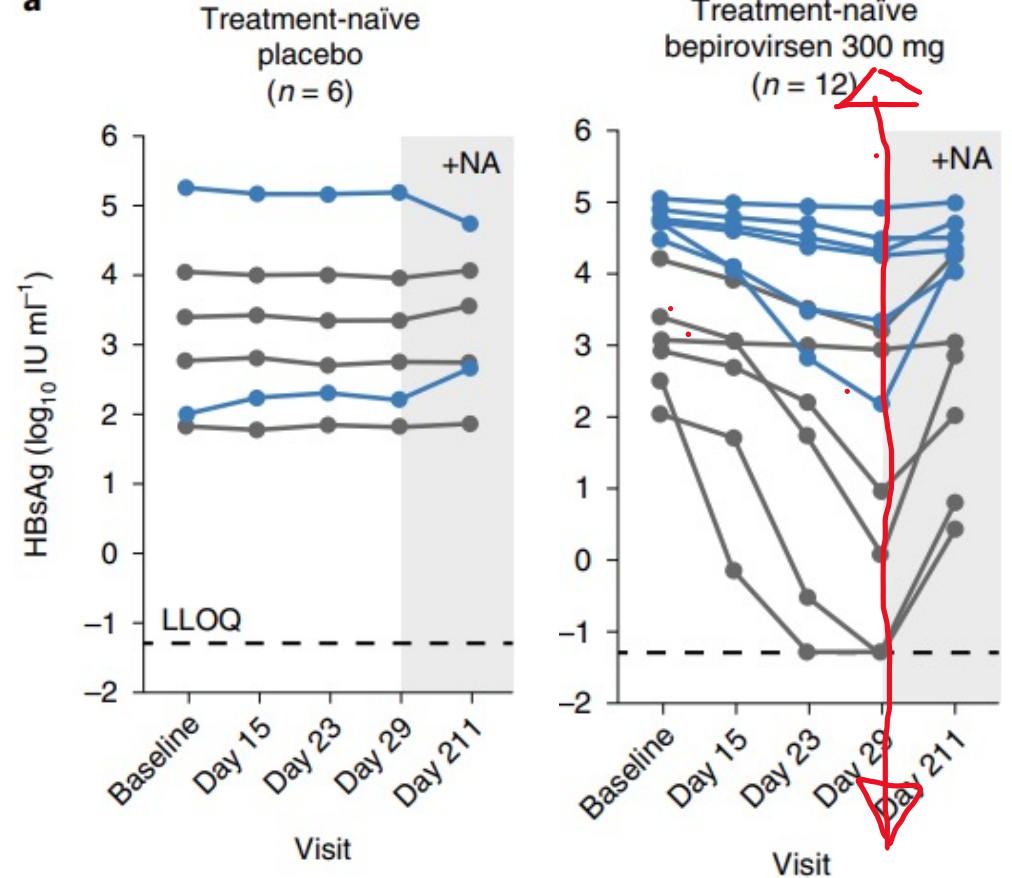 a
Treatment-naïve
placebo
(n = 6)
6
5
4
3
2
1
0
−1
−2
HBsAg (log10 IU ml−1)
+NA
LLOQ
Baseline
Day 15
Day 23
Day 29
Day 211
Visit
Treatment-naïve
bepirovirsen 300 mg
(n = 12)
6
5
4
3
2
1
0
−1
−2
+NA
Baseline
Day 15
Day 23
Day 29
Day 211
Visit